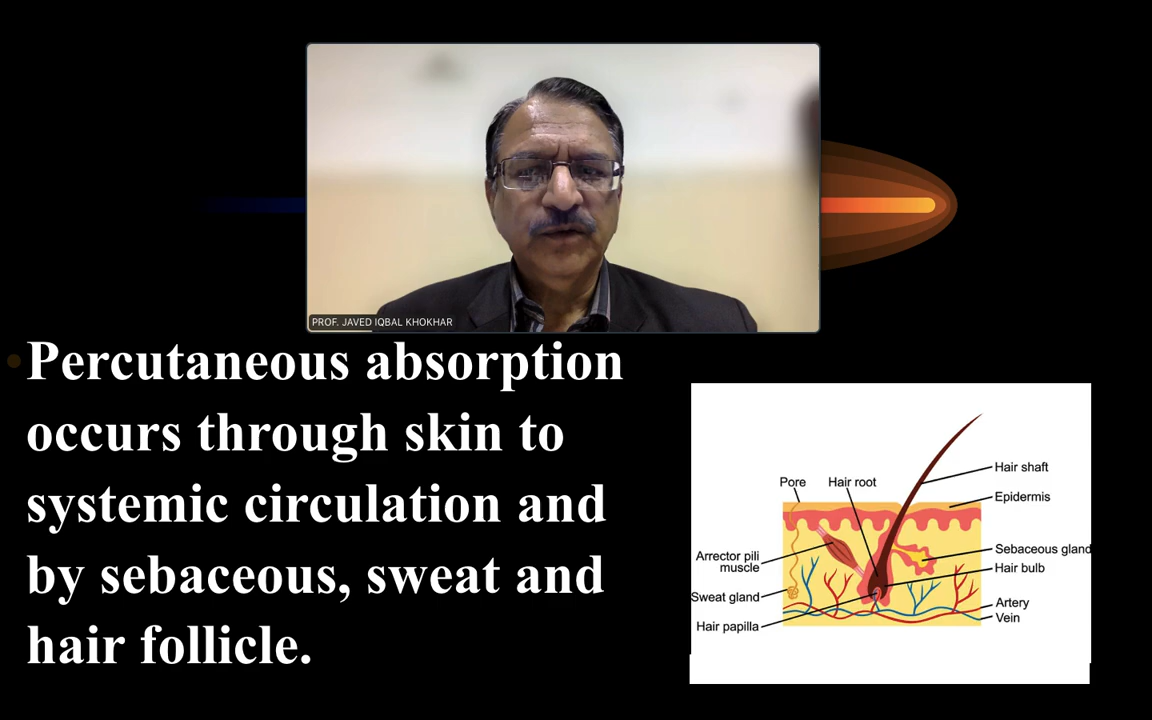 PROF. JAVED IQBAL KHOKHAR
Percutaneous absorption
occurs through skin to
systemic circulation and
by sebaceous, sweat and
hair follicle.
Pore
Hair root
Hair shaft
Epidermis
Arrector pili
muscle
Sebaceous gland
Hair bulb
Sweat gland
Artery
Vein
Hair papilla